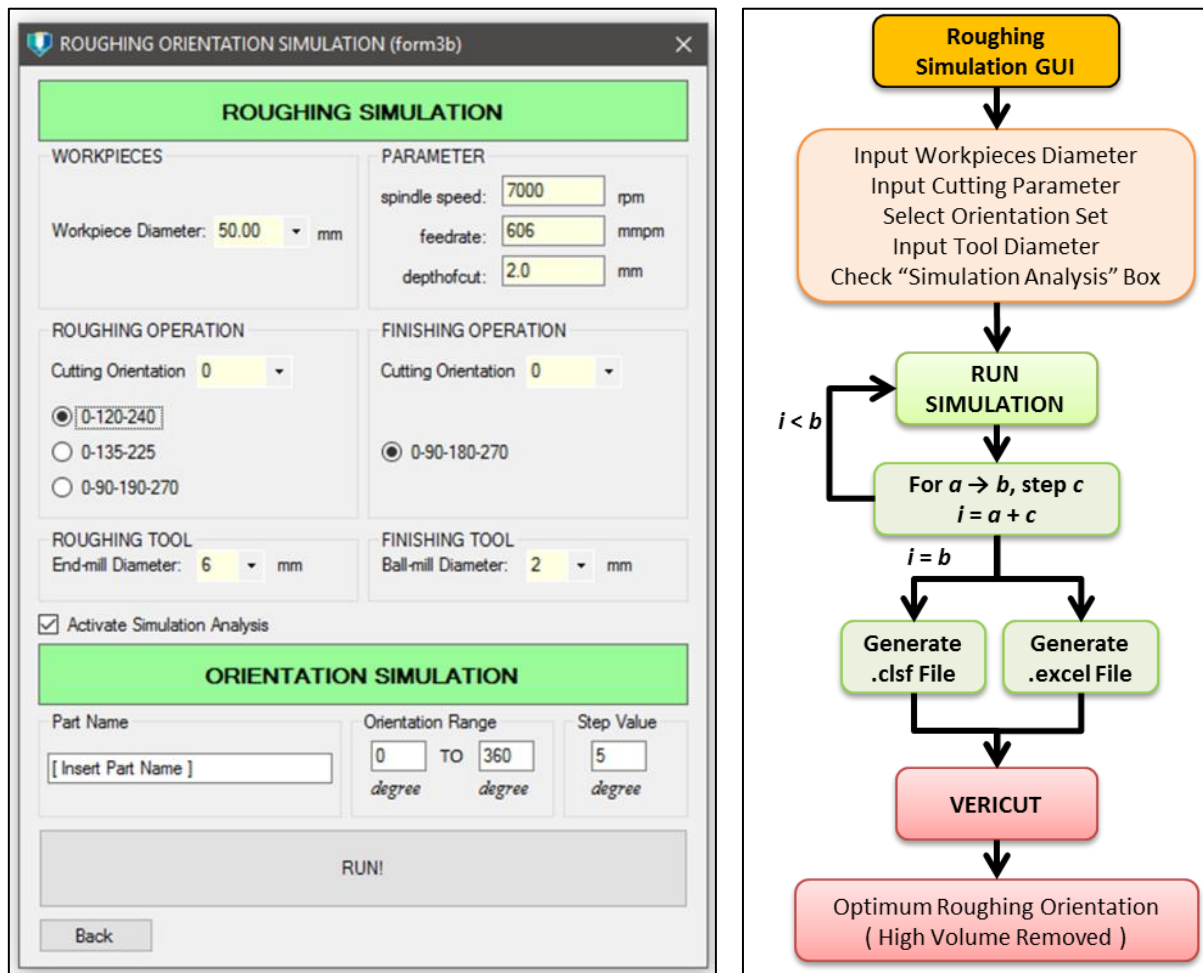 ROUGHING ORIENTATION SIMULATION (form3b)
ROUGHING SIMULATION
WORKPIECES
Workpiece Diameter: 50.00 mm
PARAMETER
spindle speed: 7000 rpm
feedrate: 606 mmpm
depthofcut: 2.0 mm
ROUGHING OPERATION
Cutting Orientation 0
0-120-240
0-135-225
0-90-190-270
FINISHING OPERATION
Cutting Orientation 0
0-90-180-270
ROUGHING TOOL
End-mill Diameter: 6 mm
FINISHING TOOL
Ball-mill Diameter: 2 mm
Activate Simulation Analysis
ORIENTATION SIMULATION
Part Name
[ Insert Part Name ]
Orientation Range
0 TO 360
degree degree
Step Value
5
degree
RUN!
Back
Roughing
Simulation GUI
Input Workpieces Diameter
Input Cutting Parameter
Select Orientation Set
Input Tool Diameter
Check “Simulation Analysis” Box
RUN
SIMULATION
i < b
For a → b, step c
i = a + c
i = b
Generate
.clsf File
Generate
.excel File
VERICUT
Optimum Roughing Orientation
( High Volume Removed )